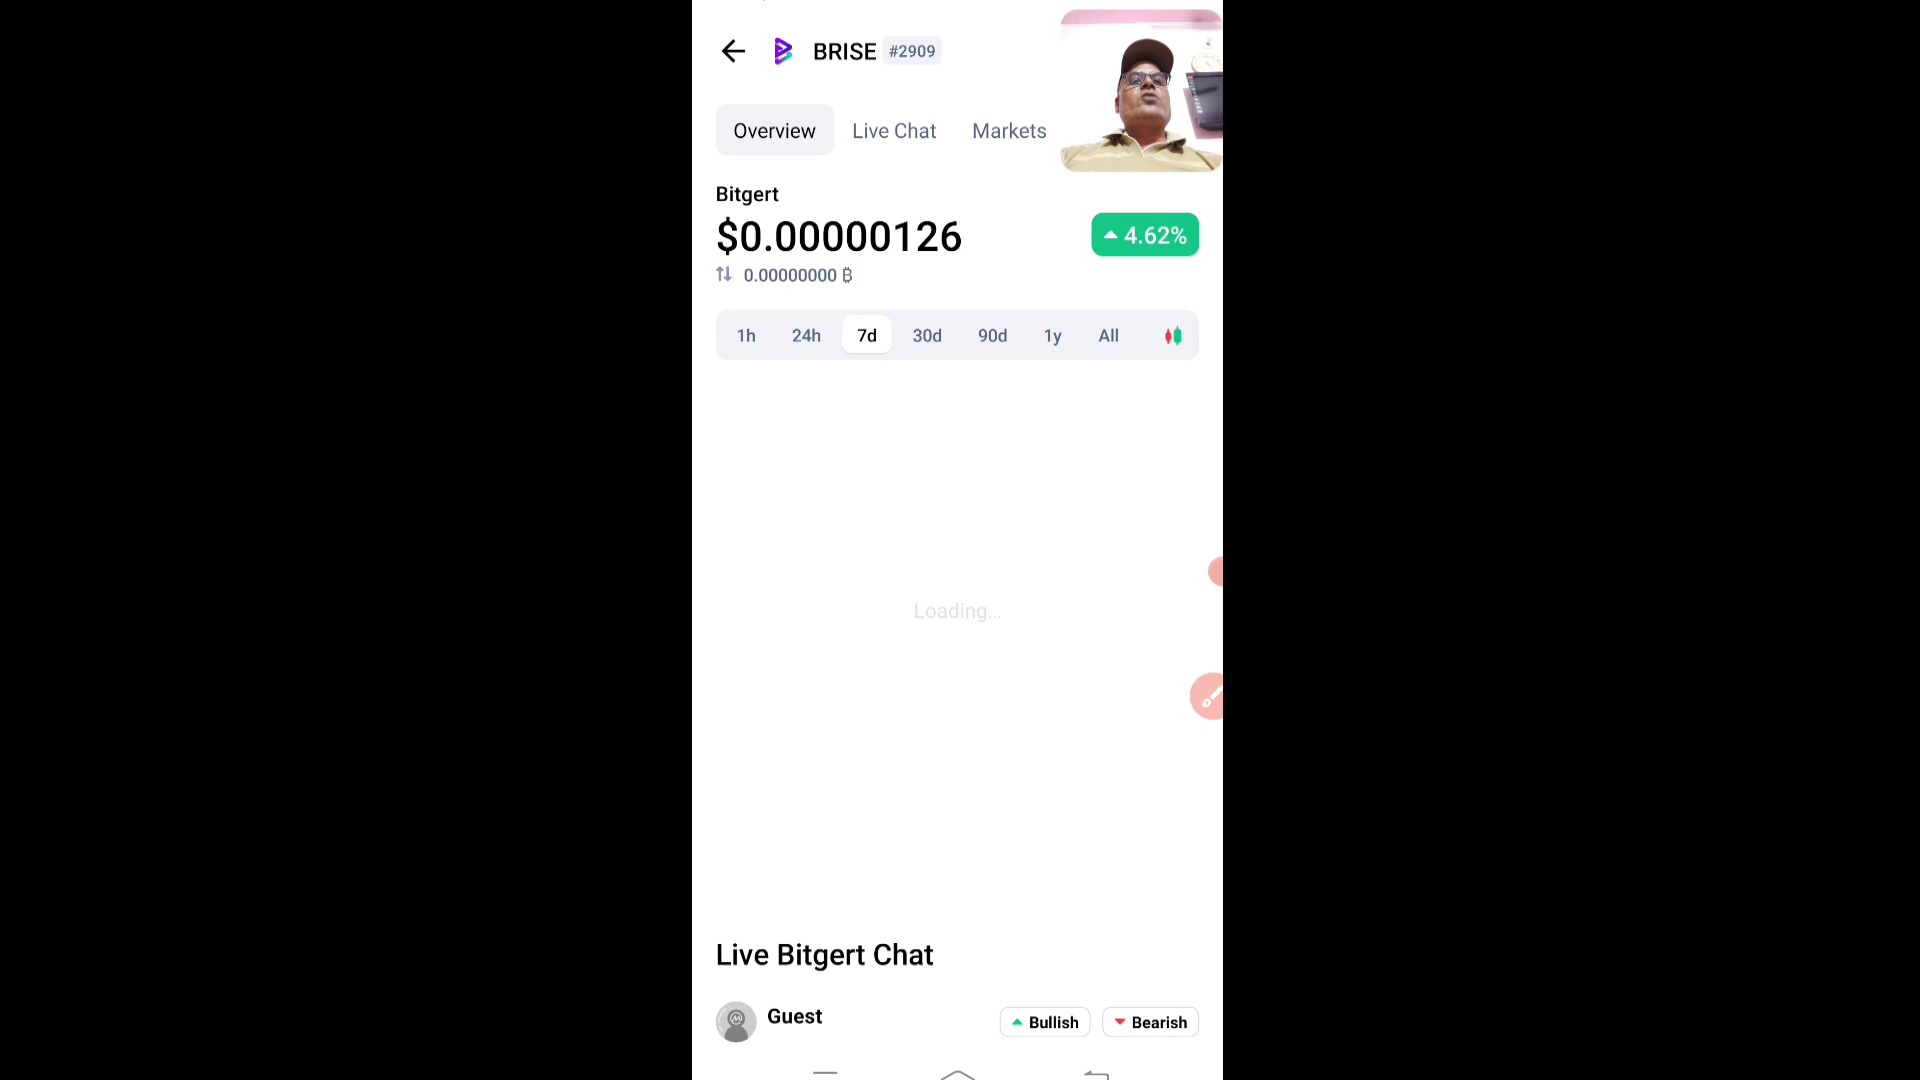 BRISE #2909
Overview Live Chat Markets
Bitgert
$0.00000126 4.62%
0.00000000 ₿
1h 24h 7d 30d 90d 1y All
Loading...
Live Bitgert Chat
Guest Bullish Bearish